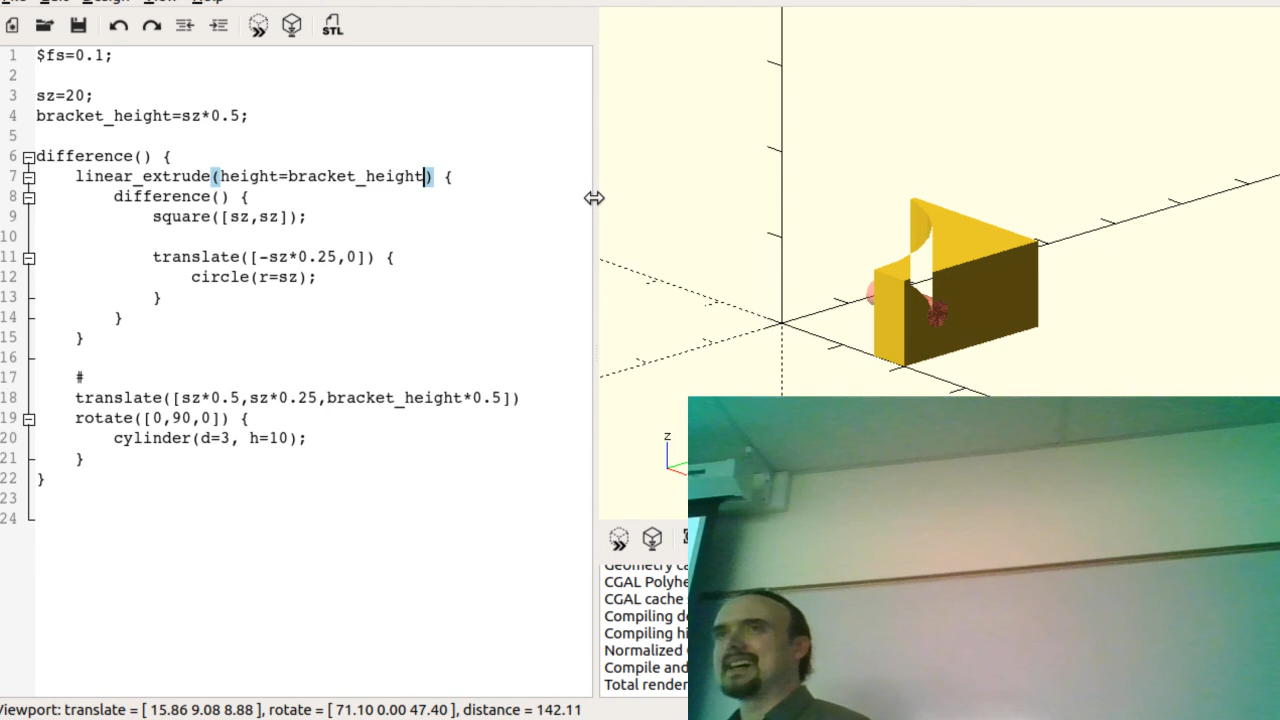 STL
1 $fs=0.1;
2
3 sz=20;
4 bracket_height=sz*0.5;
5
6 difference() {
7 linear_extrude(height=bracket_height) {
8 difference() {
9 square([sz,sz]);
10
11 translate([-sz*0.25,0]) {
12 circle(r=sz);
13 }
14 }
15 }
16
17 #
18 translate([sz*0.5,sz*0.25,bracket_height*0.5])
19 rotate([0,90,0]) {
20 cylinder(d=3, h=10);
21 }
22 }
23
24
z
Geometry ca
CGAL Polyhe
CGAL cache
Compiling de
Compiling hi
Normalized
Compile and
Total render
Viewport: translate = [ 15.86 9.08 8.88 ], rotate = [ 71.10 0.00 47.40 ], distance = 142.11